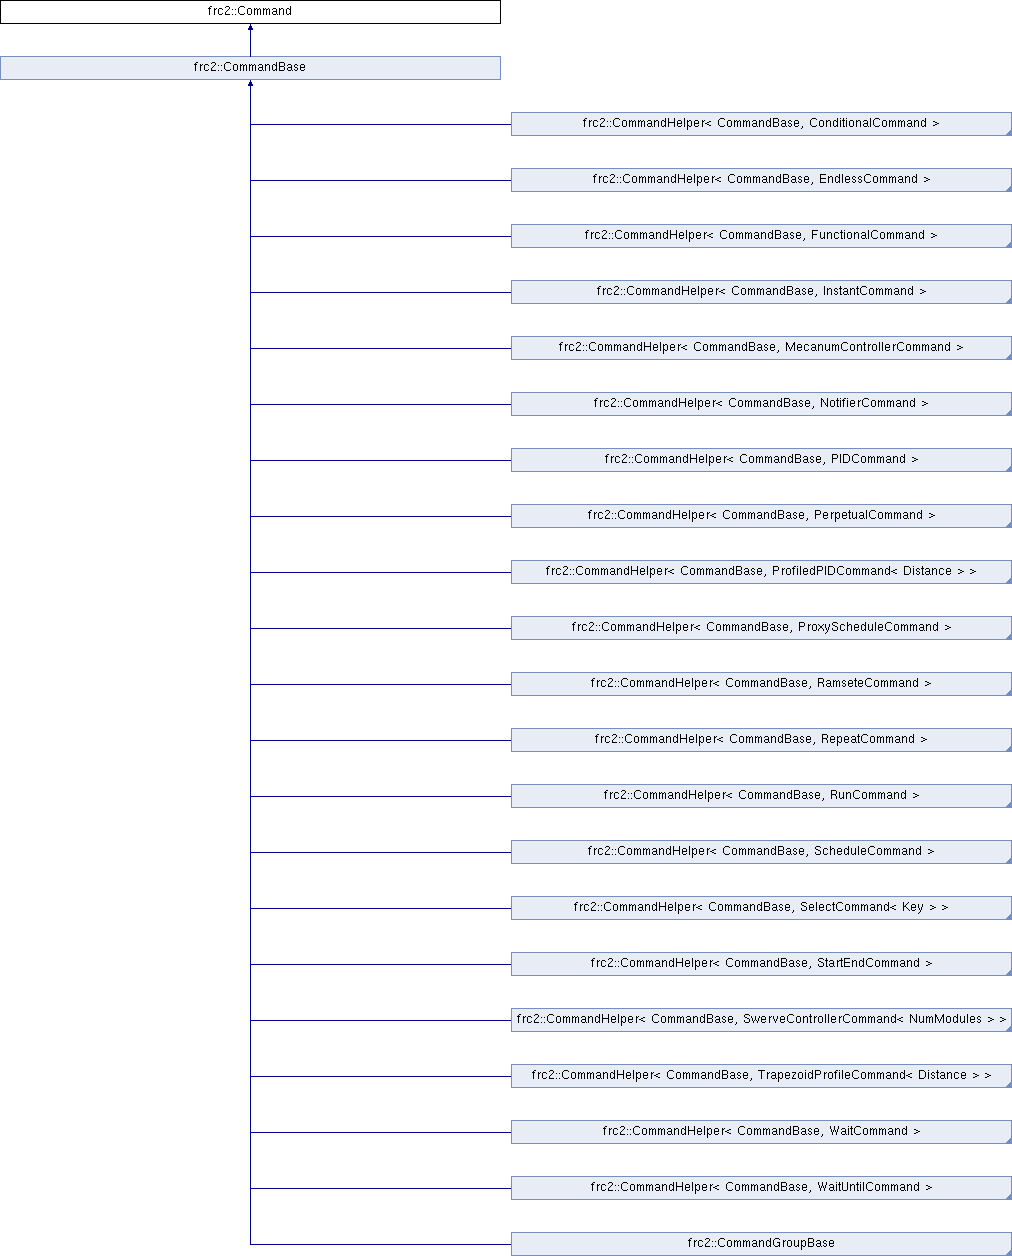 frc2::Command
frc2::CommandBase
frc2::CommandHelper< CommandBase, ConditionalCommand >
frc2::CommandHelper< CommandBase, EndlessCommand >
frc2::CommandHelper< CommandBase, FunctionalCommand >
frc2::CommandHelper< CommandBase, InstantCommand >
frc2::CommandHelper< CommandBase, MecanumControllerCommand >
frc2::CommandHelper< CommandBase, NotifierCommand >
frc2::CommandHelper< CommandBase, PIDCommand >
frc2::CommandHelper< CommandBase, PerpetualCommand >
frc2::CommandHelper< CommandBase, ProfiledPIDCommand< Distance > >
frc2::CommandHelper< CommandBase, ProxyScheduleCommand >
frc2::CommandHelper< CommandBase, RamseteCommand >
frc2::CommandHelper< CommandBase, RepeatCommand >
frc2::CommandHelper< CommandBase, RunCommand >
frc2::CommandHelper< CommandBase, ScheduleCommand >
frc2::CommandHelper< CommandBase, SelectCommand< Key > >
frc2::CommandHelper< CommandBase, StartEndCommand >
frc2::CommandHelper< CommandBase, SwerveControllerCommand< NumModules > >
frc2::CommandHelper< CommandBase, TrapezoidProfileCommand< Distance > >
frc2::CommandHelper< CommandBase, WaitCommand >
frc2::CommandHelper< CommandBase, WaitUntilCommand >
frc2::CommandGroupBase